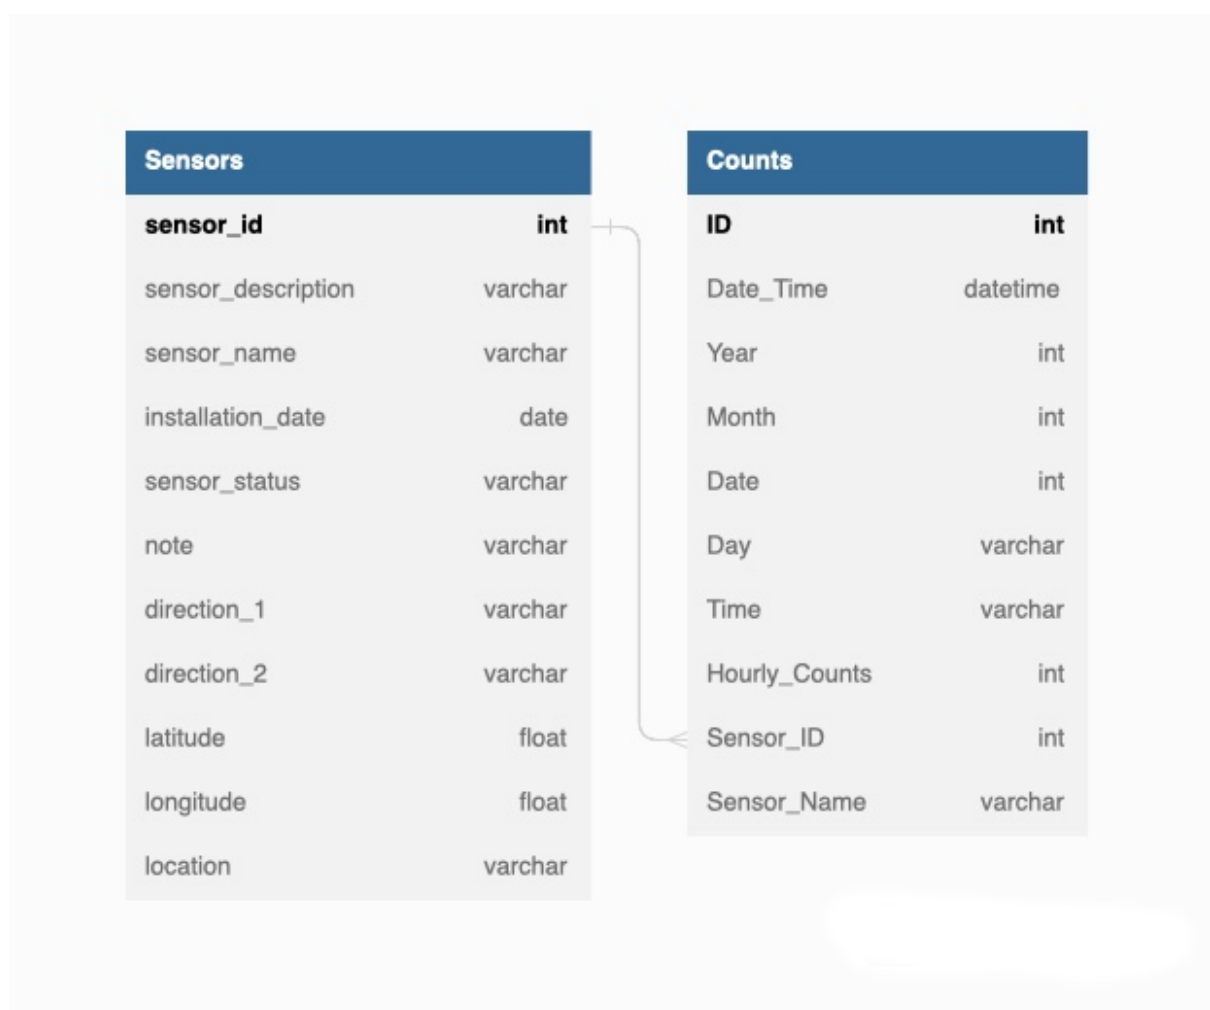 Sensors
sensor_id int
sensor_description varchar
sensor_name varchar
installation_date date
sensor_status varchar
note varchar
direction_1 varchar
direction_2 varchar
latitude float
longitude float
location varchar
Counts
ID int
Date_Time datetime
Year int
Month int
Date int
Day varchar
Time varchar
Hourly_Counts int
Sensor_ID int
Sensor_Name varchar